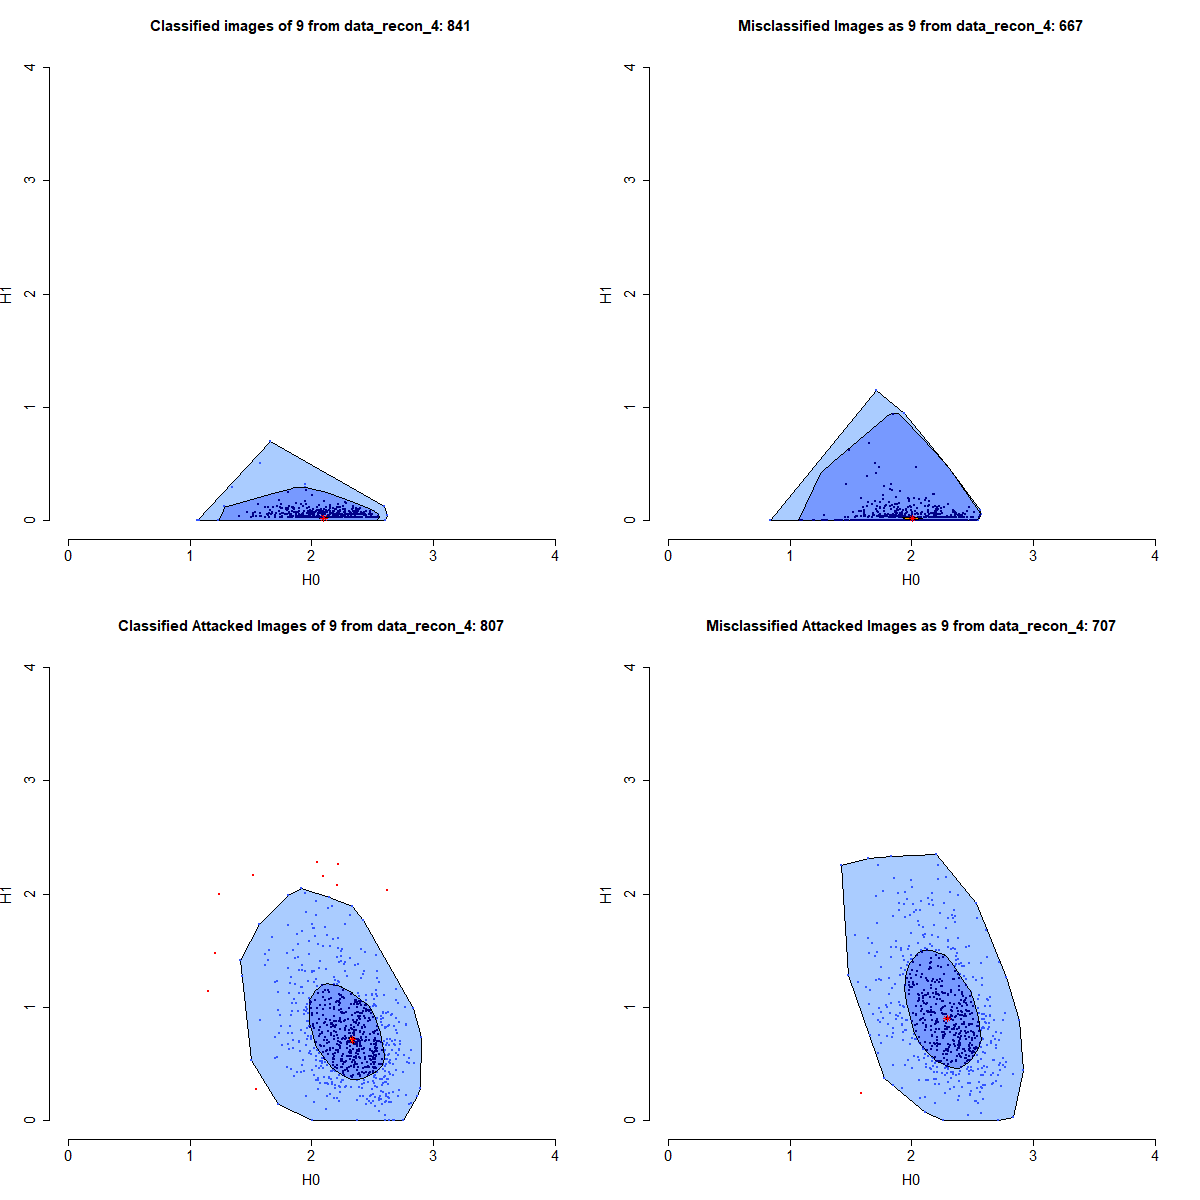 Classified images of 9 from data_recon_4: 841
4
3
2
1
0
H1
0 1 2 3 4
H0
Misclassified Images as 9 from data_recon_4: 667
4
3
2
1
0
H1
0 1 2 3 4
H0
Classified Attacked Images of 9 from data_recon_4: 807
4
3
2
1
0
H1
0 1 2 3 4
H0
Misclassified Attacked Images as 9 from data_recon_4: 707
4
3
2
1
0
H1
0 1 2 3 4
H0